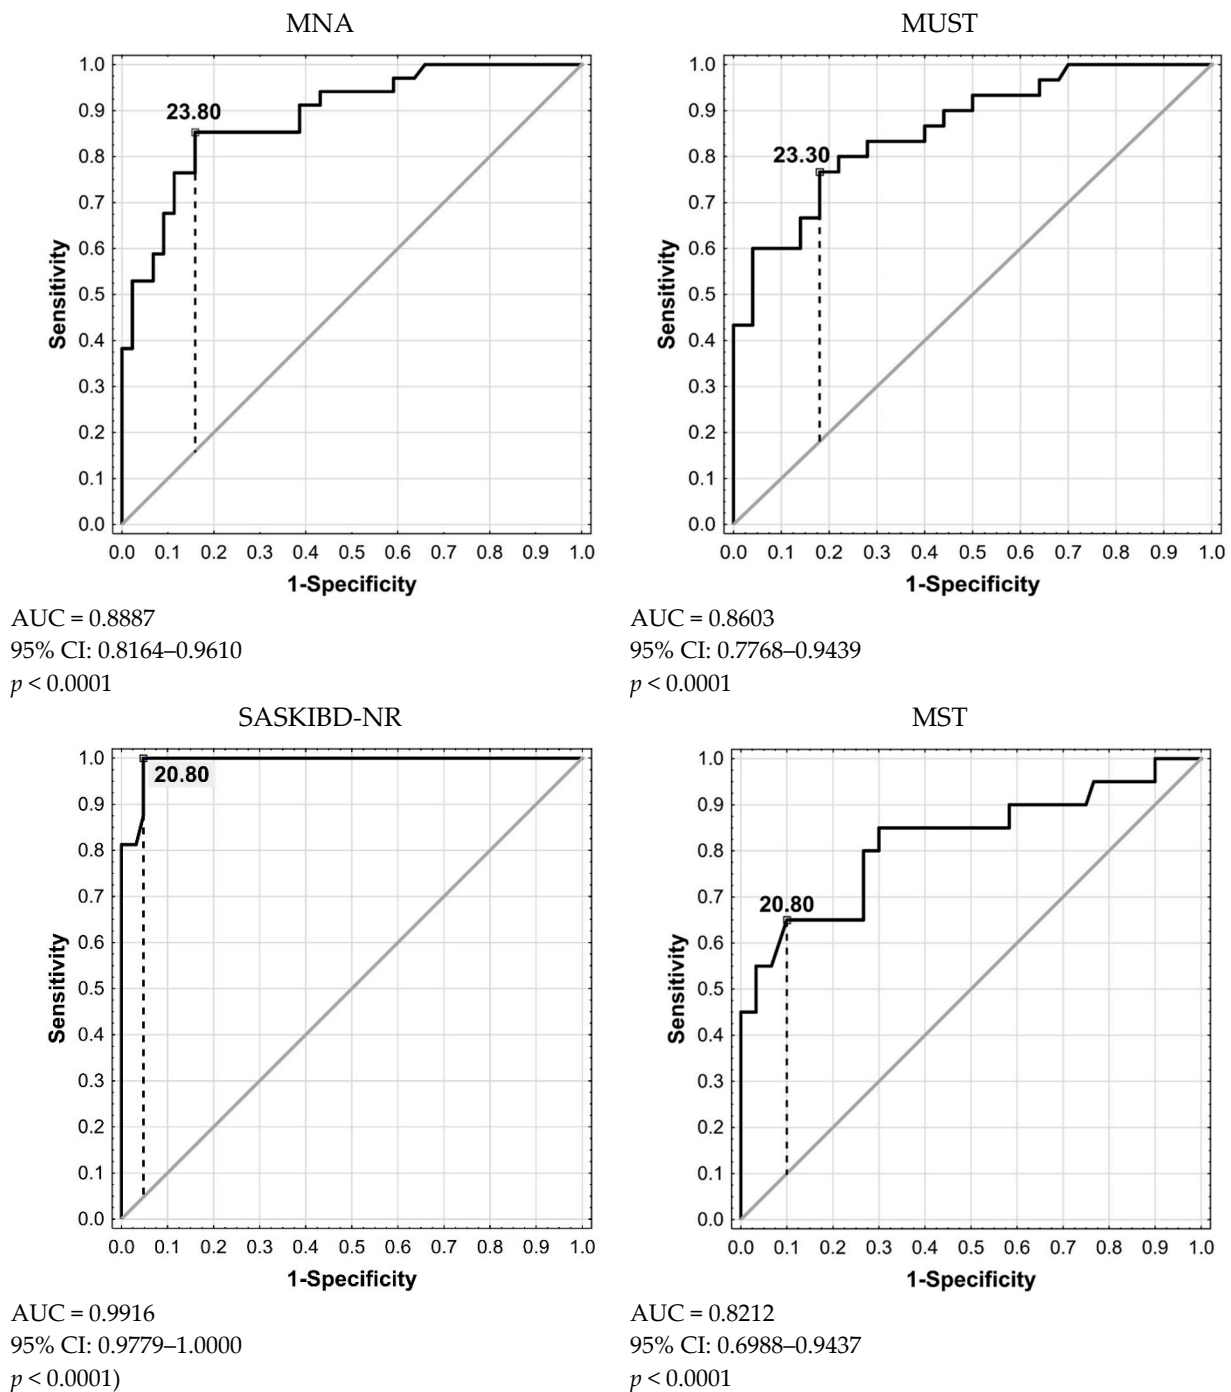 MNA
1.0
0.9
0.8
0.7
0.6
0.5
0.4
0.3
0.2
0.1
0.0
Sensitivity
23.80
0.0 0.1 0.2 0.3 0.4 0.5 0.6 0.7 0.8 0.9 1.0
1-Specificity
AUC = 0.8887
95% CI: 0.8164–0.9610
p < 0.0001
MUST
1.0
0.9
0.8
0.7
0.6
0.5
0.4
0.3
0.2
0.1
0.0
Sensitivity
23.30
0.0 0.1 0.2 0.3 0.4 0.5 0.6 0.7 0.8 0.9 1.0
1-Specificity
AUC = 0.8603
95% CI: 0.7768–0.9439
p < 0.0001
SASKIBD-NR
1.0
0.9
0.8
0.7
0.6
0.5
0.4
0.3
0.2
0.1
0.0
Sensitivity
20.80
0.0 0.1 0.2 0.3 0.4 0.5 0.6 0.7 0.8 0.9 1.0
1-Specificity
AUC = 0.9916
95% CI: 0.9779–1.0000
p < 0.0001)
MST
1.0
0.9
0.8
0.7
0.6
0.5
0.4
0.3
0.2
0.1
0.0
Sensitivity
20.80
0.0 0.1 0.2 0.3 0.4 0.5 0.6 0.7 0.8 0.9 1.0
1-Specificity
AUC = 0.8212
95% CI: 0.6988–0.9437
p < 0.0001